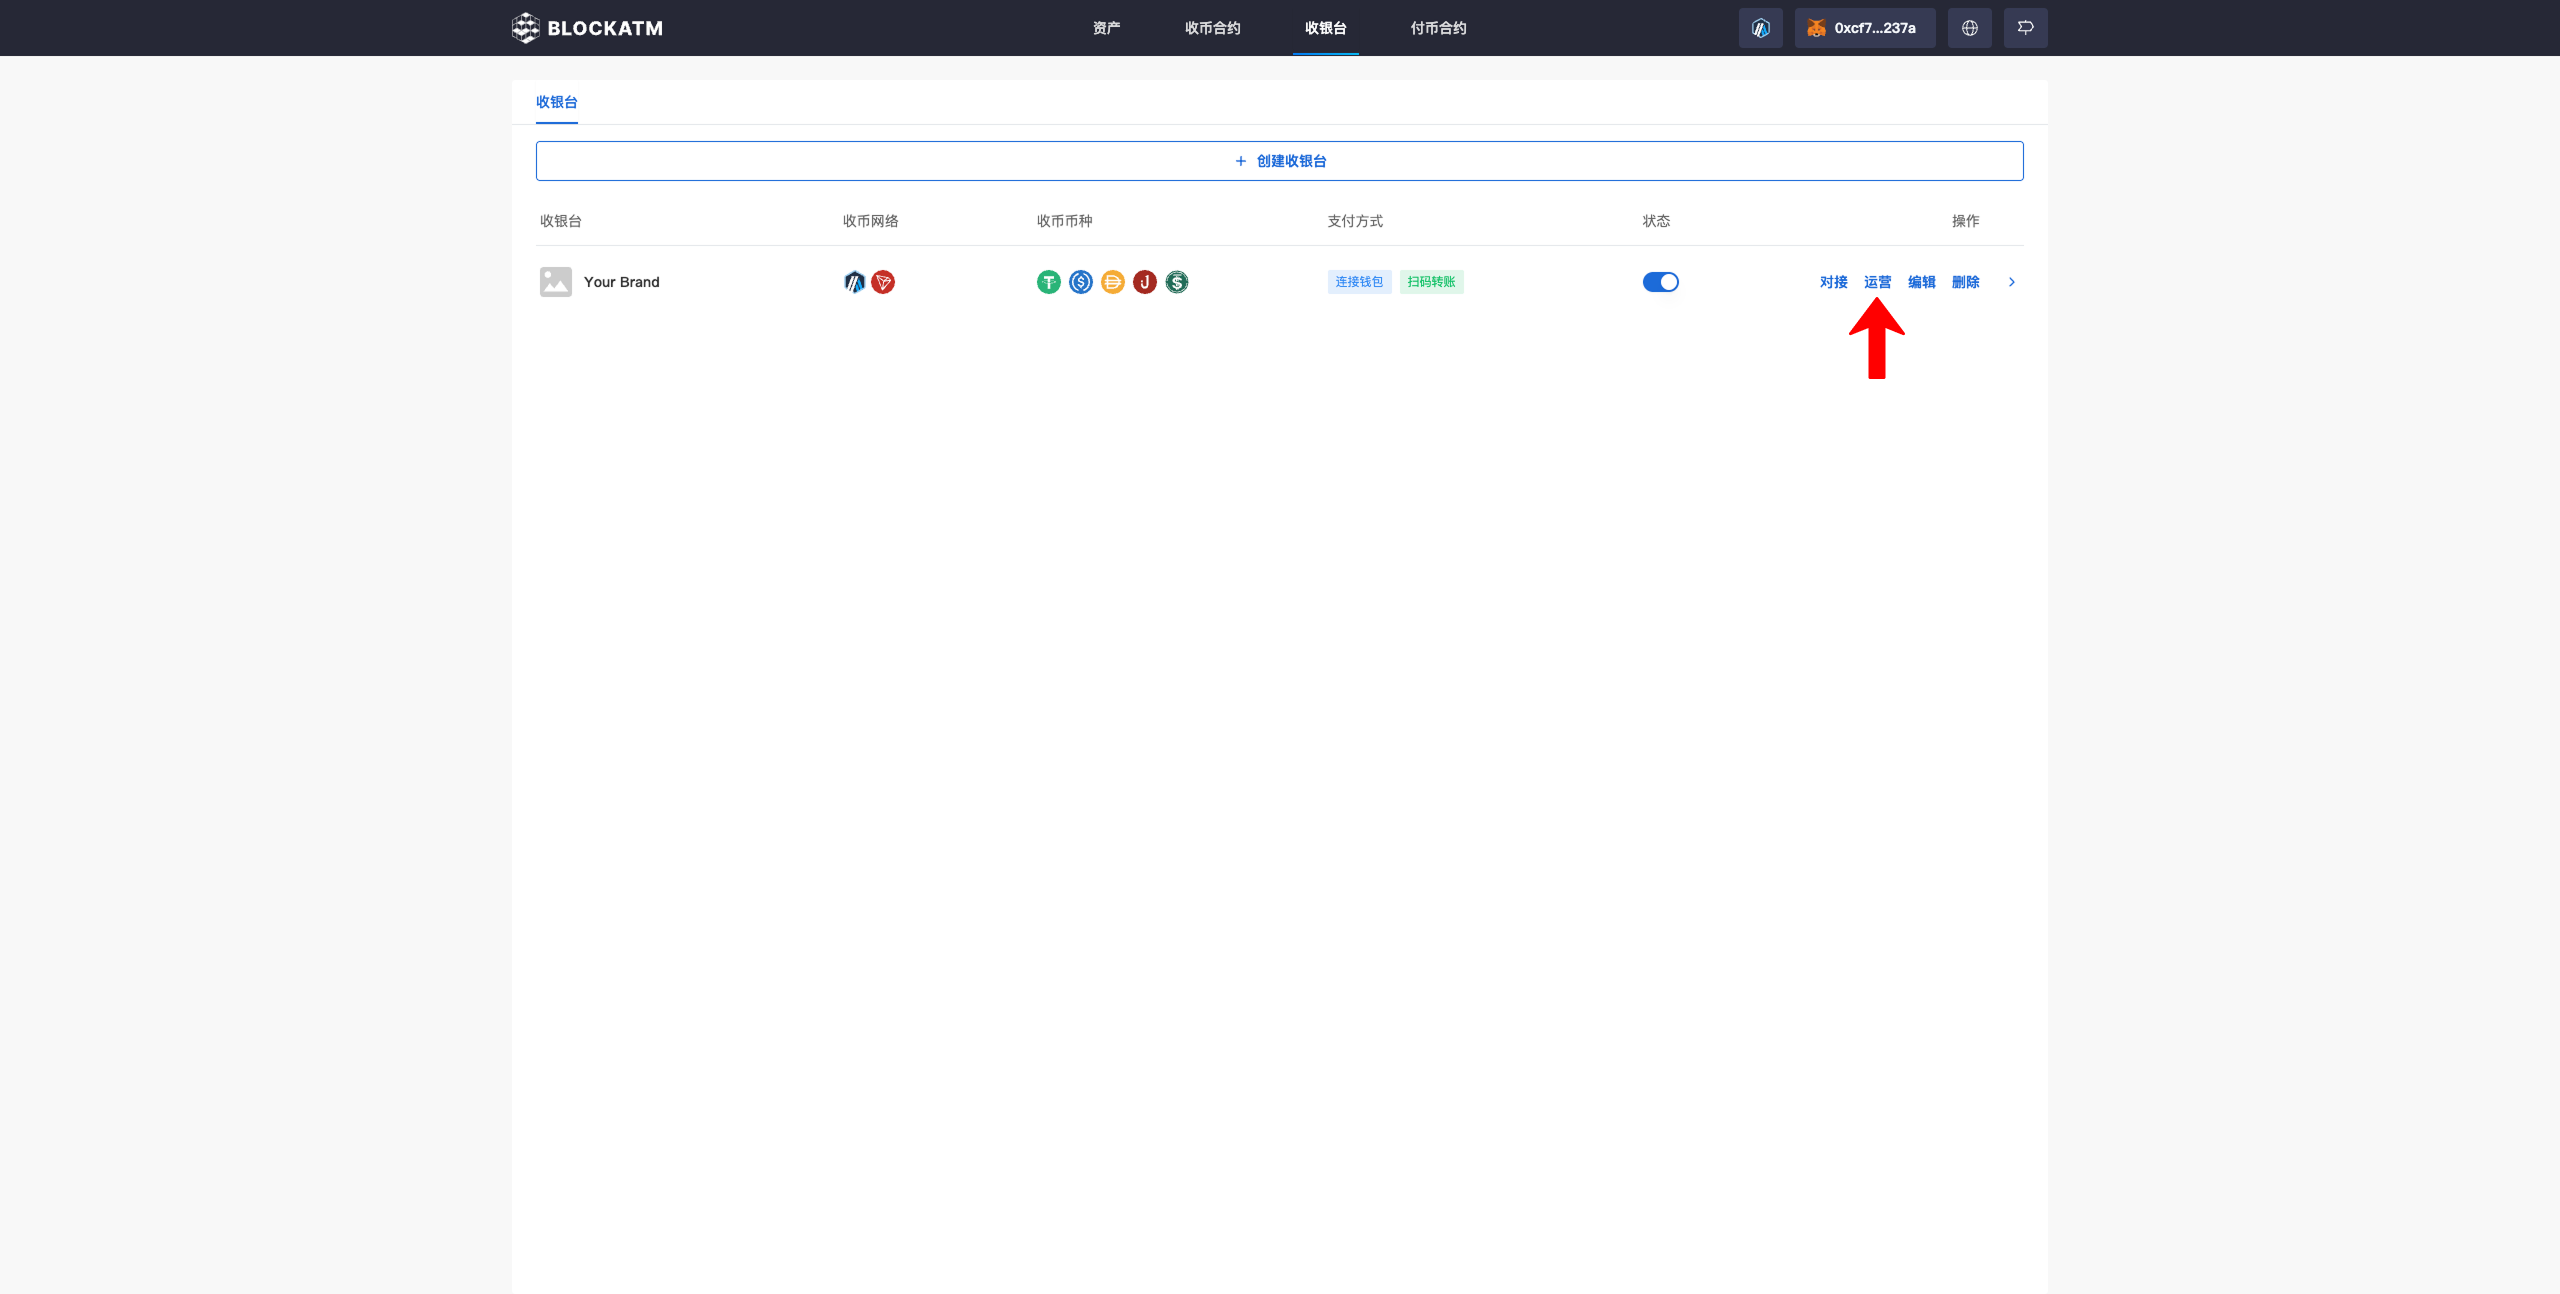 BLOCKATM 资产 收币合约 收银台 付币合约 0xcf7...237a
收银台
+ 创建收银台
收银台 收币网络 收币币种 支付方式 状态 操作
Your Brand 连接钱包 扫码转账 对接 运营 编辑 删除